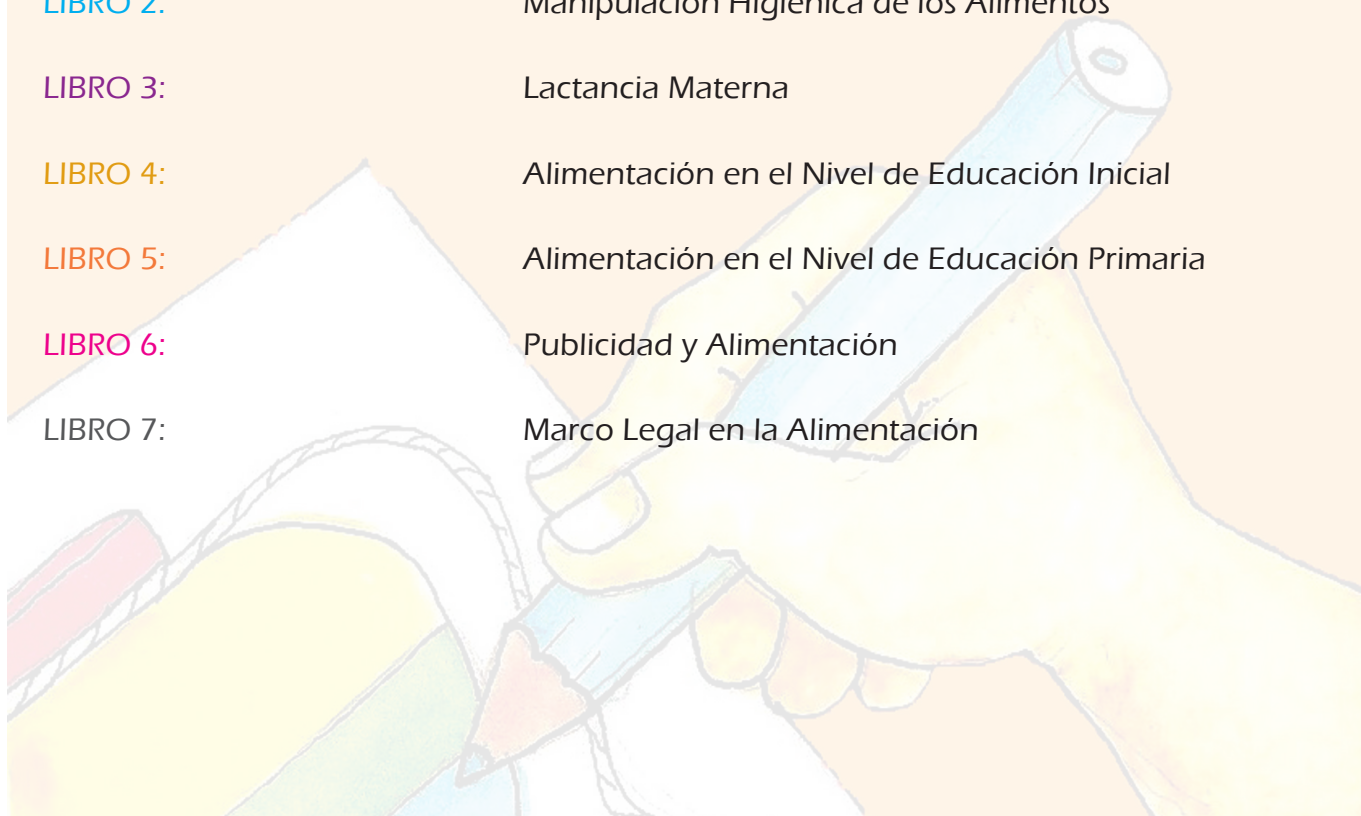 LIBRO 2: Manipulación Higiénica de los Alimentos
LIBRO 3: Lactancia Materna
LIBRO 4: Alimentación en el Nivel de Educación Inicial
LIBRO 5: Alimentación en el Nivel de Educación Primaria
LIBRO 6: Publicidad y Alimentación
LIBRO 7: Marco Legal en la Alimentación